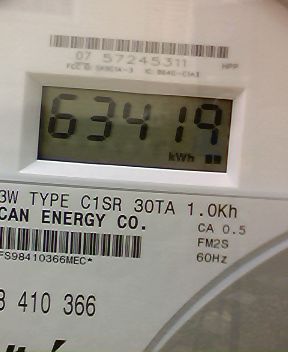 07 57245311
HPP
63419
kWh
3W TYPE C1SR 30TA 1.0Kh
CAN ENERGY CO.
CA 0.5
FM2S
60Hz
FS98410366MEC*
410 366